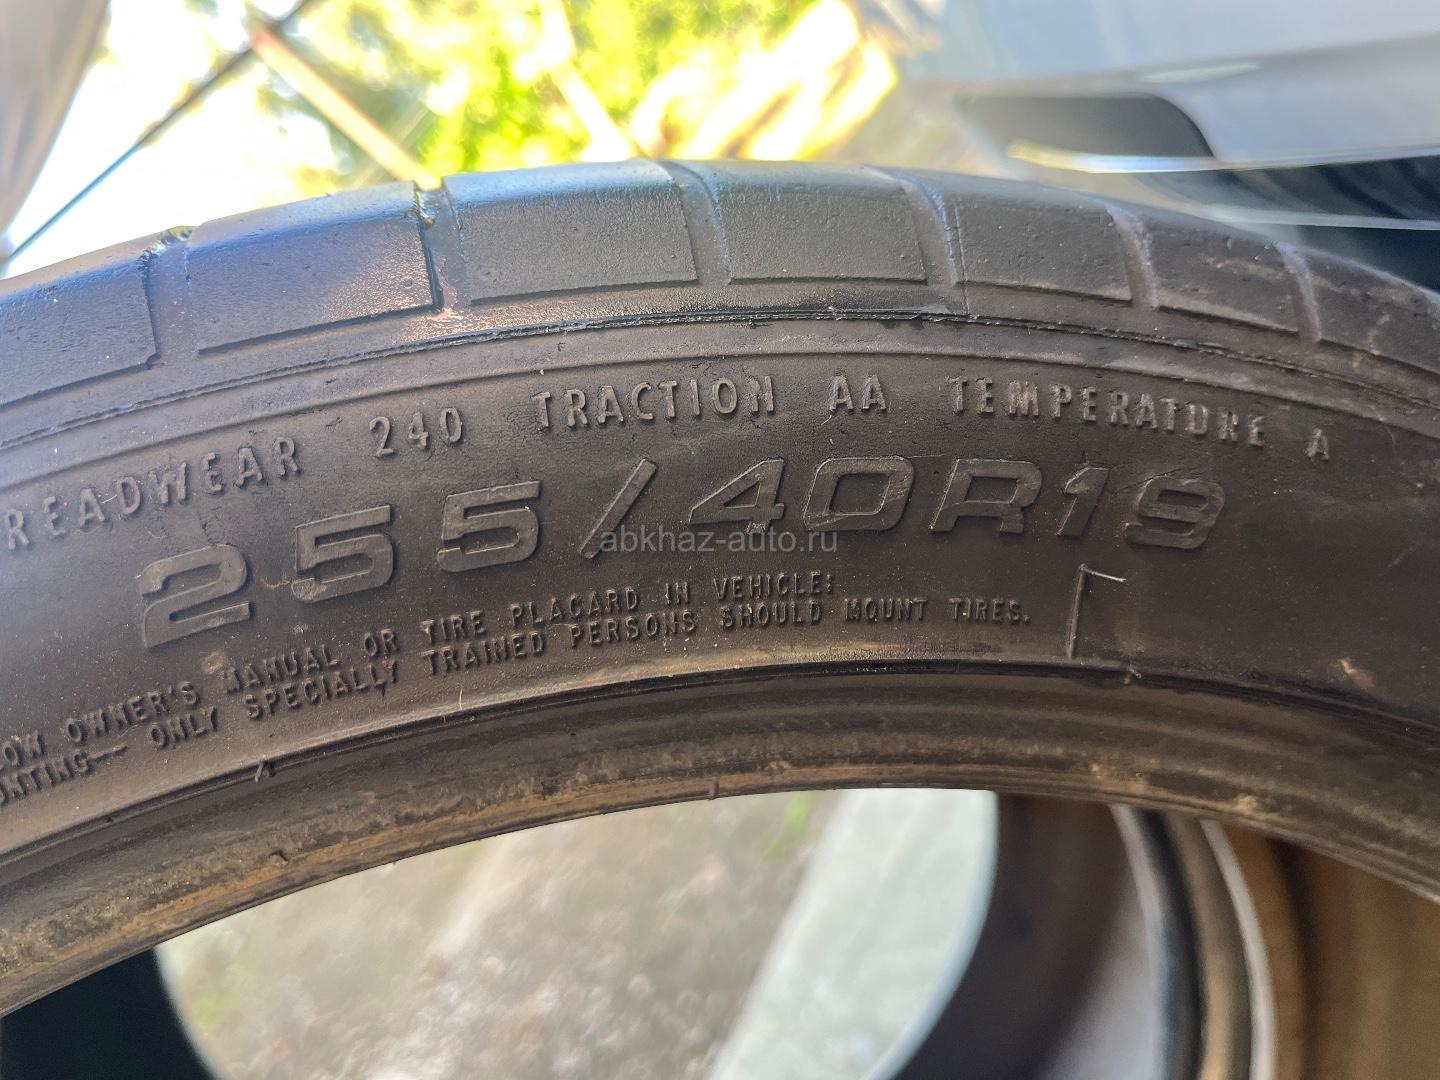 READWEAR 240 TRACTION AA TEMPERATURE A
255/40R19
abkhaz-auto.ru
OWNER'S MANUAL OR TIRE PLACARD IN VEHICLE:
ONLY SPECIALLY TRAINED PERSONS SHOULD MOUNT TIRES.